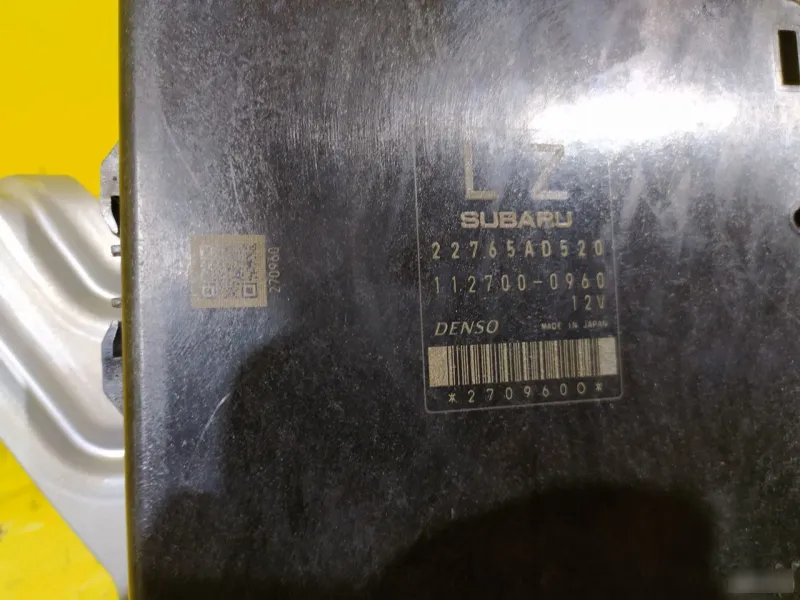 LZ
SUBARU
22765AD520
112700-0960
12V
DENSO MADE IN JAPAN
*2709600*
270960